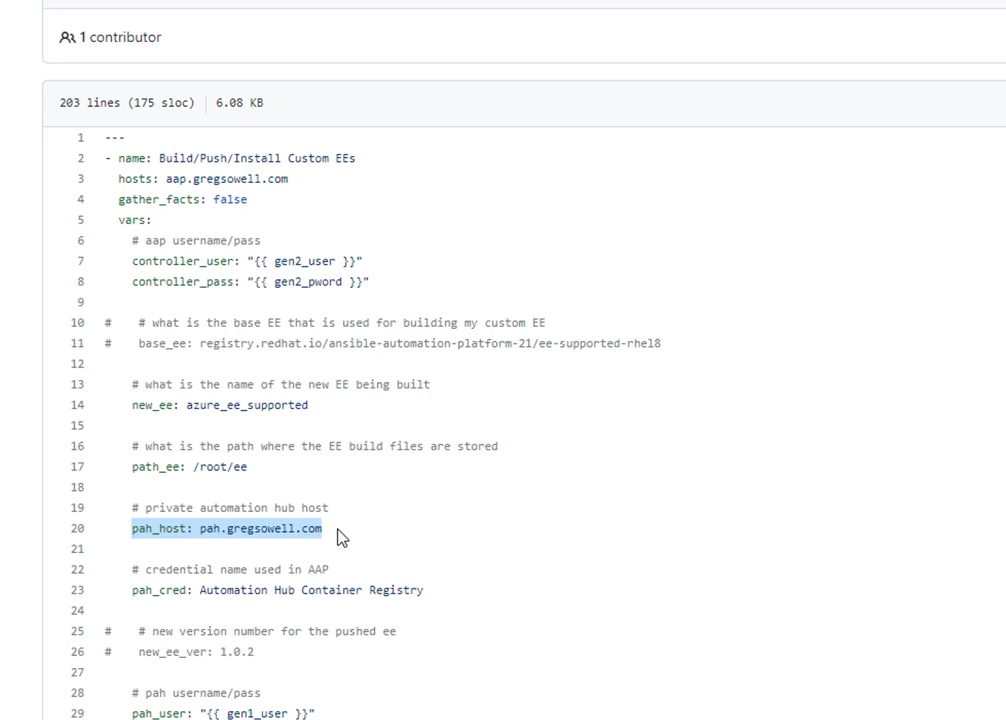 1 contributor
203 lines (175 sloc) 6.08 KB
1 ---
2 - name: Build/Push/Install Custom EEs
3 hosts: aap.gregsowell.com
4 gather_facts: false
5 vars:
6 # aap username/pass
7 controller_user: "{{ gen2_user }}"
8 controller_pass: "{{ gen2_pword }}"
9
10 # # what is the base EE that is used for building my custom EE
11 # base_ee: registry.redhat.io/ansible-automation-platform-21/ee-supported-rhel8
12
13 # what is the name of the new EE being built
14 new_ee: azure_ee_supported
15
16 # what is the path where the EE build files are stored
17 path_ee: /root/ee
18
19 # private automation hub host
20 pah_host: pah.gregsowell.com
21
22 # credential name used in AAP
23 pah_cred: Automation Hub Container Registry
24
25 # # new version number for the pushed ee
26 # new_ee_ver: 1.0.2
27
28 # pah username/pass
29 pah_user: "{{ gen1_user }}"